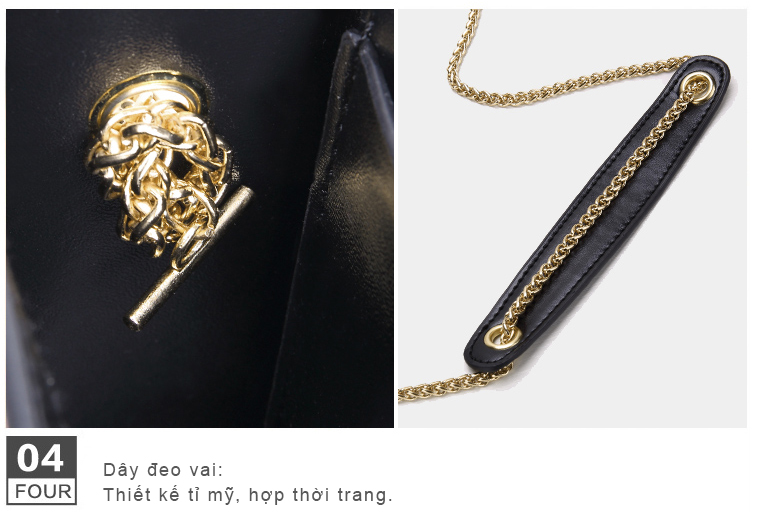 04
FOUR
Dây đeo vai:
Thiết kế tỉ mỹ, hợp thời trang.